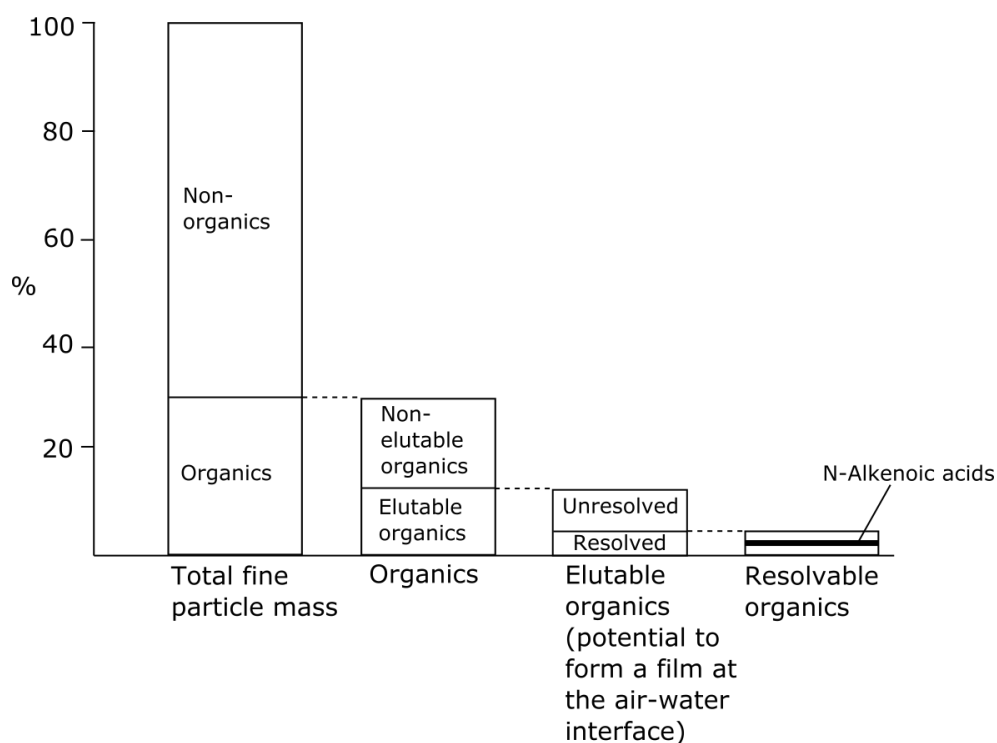 100
80
60
%
40
20
Non-
organics
Organics
Non-
elutable
organics
Elutable
organics
Unresolved
Resolved
N-Alkenoic acids
Total fine
particle mass
Organics
Elutable
organics
(potential to
form a film at
the air-water
interface)
Resolvable
organics